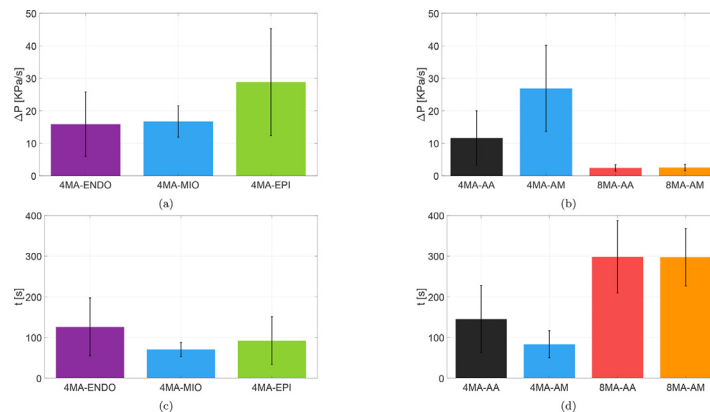 50
40
30
20
10
0
ΔP [KPa/s]
4MA-ENDO
4MA-MIO
4MA-EPI
(a)
50
40
30
20
10
0
ΔP [KPa/s]
4MA-AA
4MA-AM
8MA-AA
8MA-AM
(b)
400
300
200
100
0
t [s]
4MA-ENDO
4MA-MIO
4MA-EPI
(c)
400
300
200
100
0
t [s]
4MA-AA
4MA-AM
8MA-AA
8MA-AM
(d)